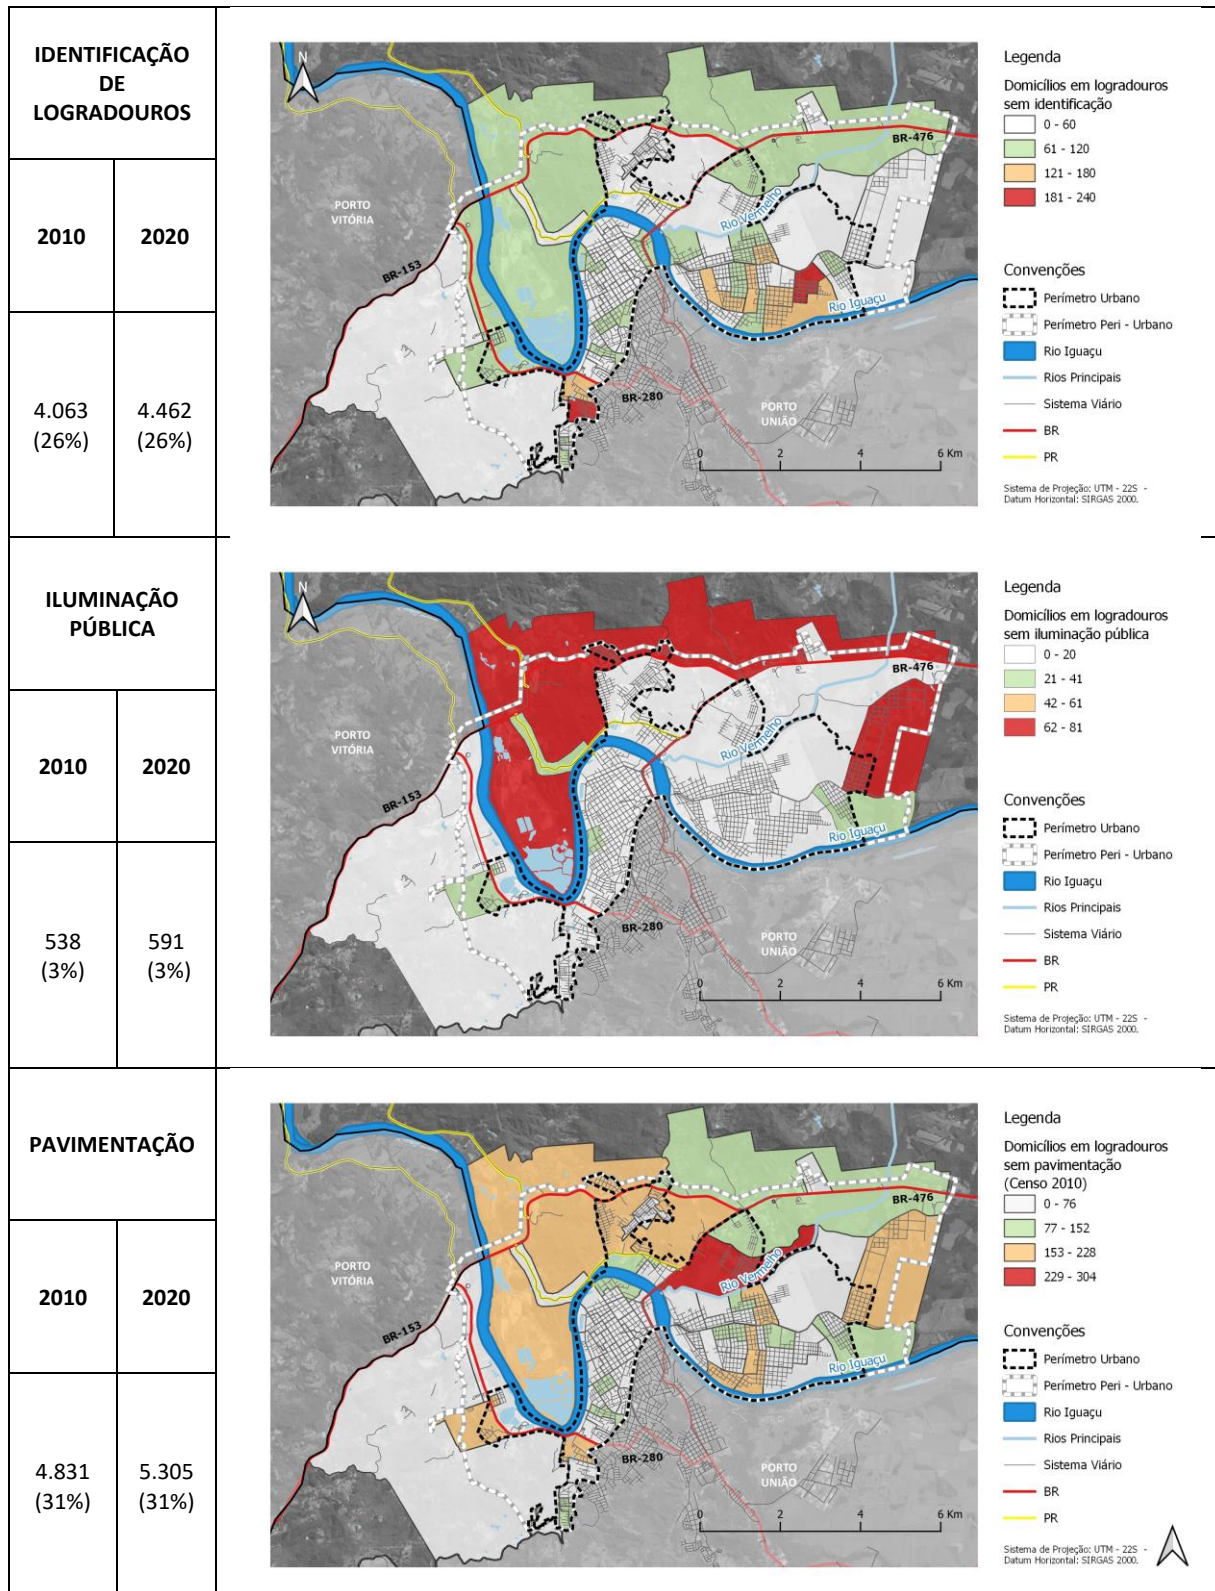 IDENTIFICAÇÃO
DE
LOGRADOUROS
2010
2020
4.063
(26%)
4.462
(26%)
N
PORTO
VITÓRIA
BR-153
BR-476
Rio Vermelho
Rio Iguaçu
BR-280
PORTO
UNIÃO
0 2 4 6 Km
Legenda
Domicílios em logradouros
sem identificação
0 - 60
61 - 120
121 - 180
181 - 240
Convenções
Perímetro Urbano
Perímetro Peri - Urbano
Rio Iguaçu
Rios Principais
Sistema Viário
BR
PR
Sistema de Projeção: UTM - 22S -
Datum Horizontal: SIRGAS 2000.
ILUMINAÇÃO
PÚBLICA
2010
2020
538
(3%)
591
(3%)
N
PORTO
VITÓRIA
BR-153
BR-476
Rio Vermelho
Rio Iguaçu
BR-280
PORTO
UNIÃO
0 2 4 6 Km
Legenda
Domicílios em logradouros
sem iluminação pública
0 - 20
21 - 41
42 - 61
62 - 81
Convenções
Perímetro Urbano
Perímetro Peri - Urbano
Rio Iguaçu
Rios Principais
Sistema Viário
BR
PR
Sistema de Projeção: UTM - 22S -
Datum Horizontal: SIRGAS 2000.
PAVIMENTAÇÃO
2010
2020
4.831
(31%)
5.305
(31%)
PORTO
VITÓRIA
BR-153
BR-476
Rio Vermelho
Rio Iguaçu
BR-280
PORTO
UNIÃO
0 2 4 6 Km
Legenda
Domicílios em logradouros
sem pavimentação
(Censo 2010)
0 - 76
77 - 152
153 - 228
229 - 304
Convenções
Perímetro Urbano
Perímetro Peri - Urbano
Rio Iguaçu
Rios Principais
Sistema Viário
BR
PR
Sistema de Projeção: UTM - 22S -
Datum Horizontal: SIRGAS 2000.